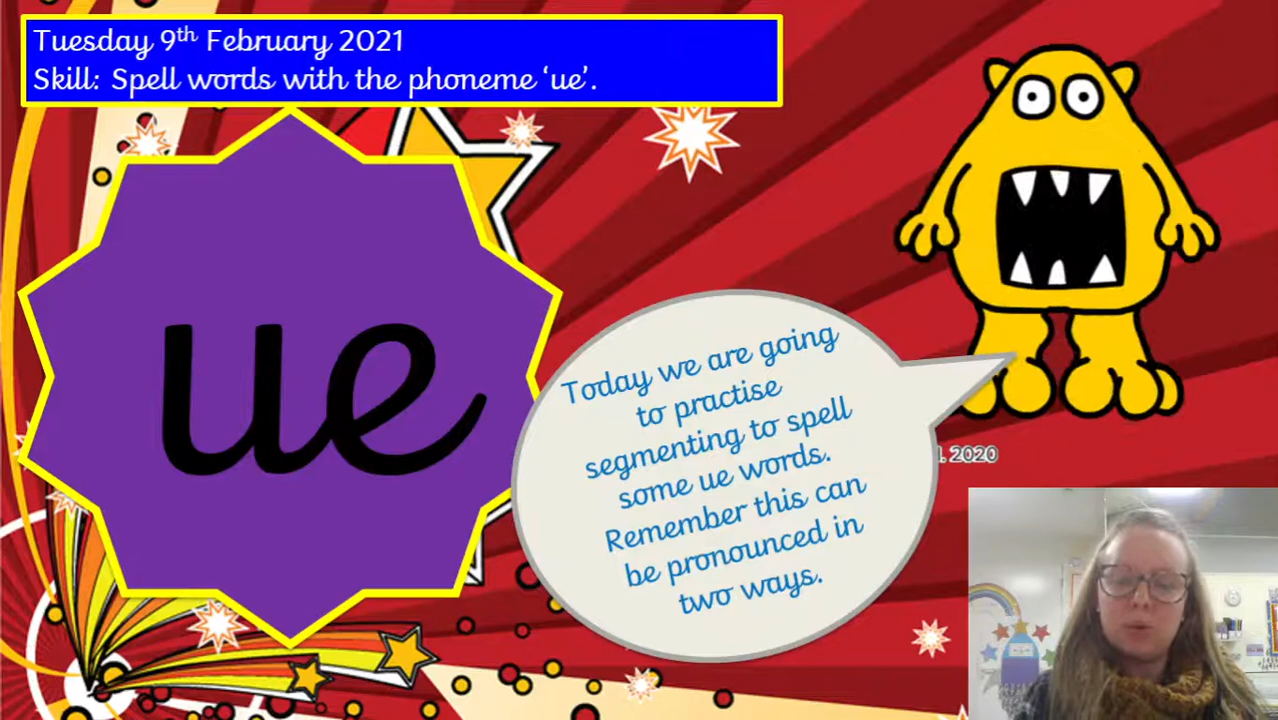 Tuesday 9th February 2021
Skill: Spell words with the phoneme ‘ue’.
ue
Today we are going
to practise
segmenting to spell
some ue words.
Remember this can
be pronounced in
two ways.
2020